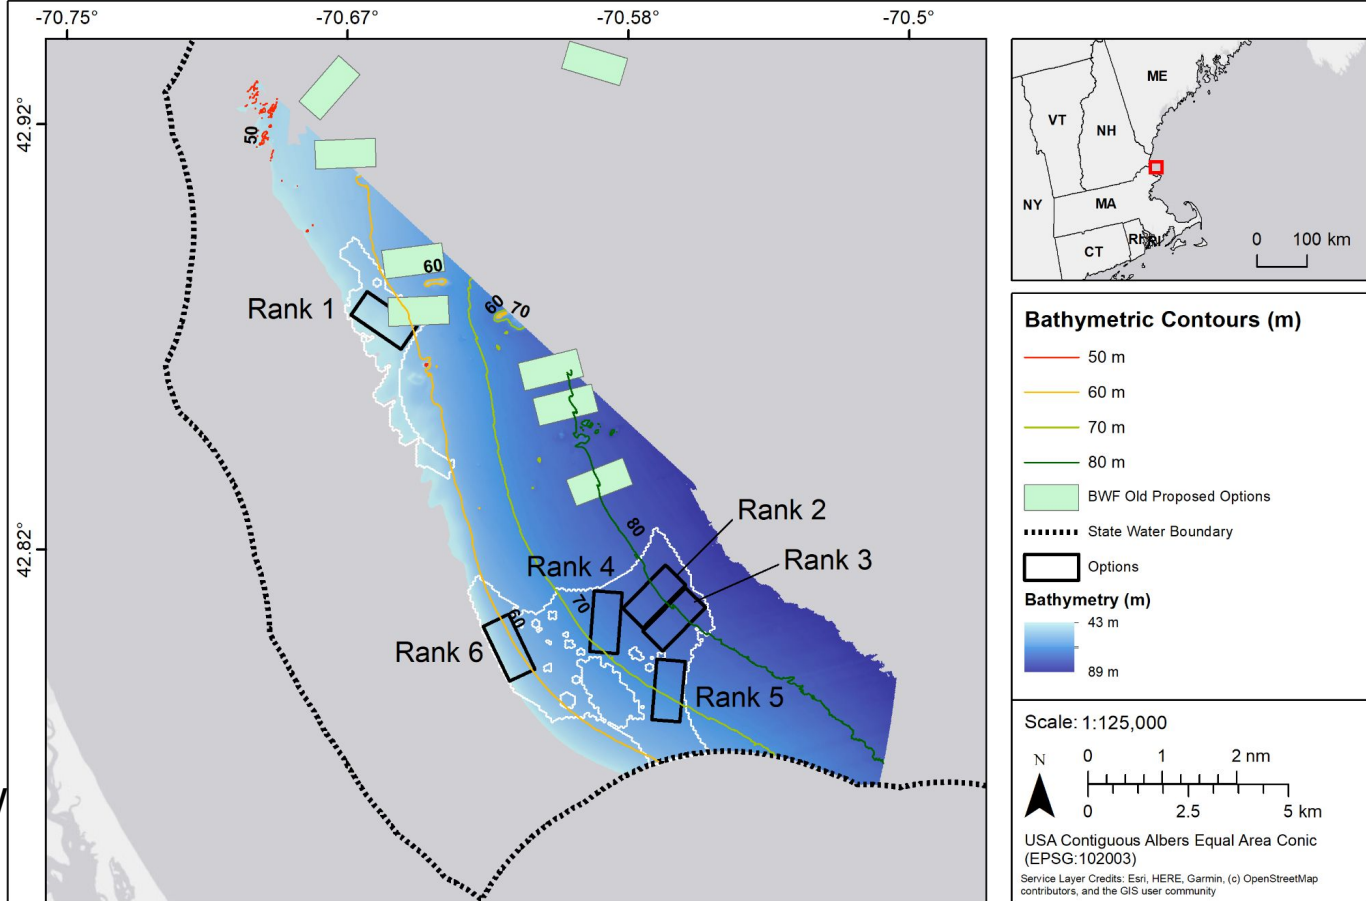 -70.75°
-70.67°
-70.58°
-70.5°
42.92°
42.82°
50
60
60
70
Rank 1
80
Rank 2
Rank 3
Rank 4
70
60
Rank 6
Rank 5
ME
VT
NH
NY
MA
CT
RI
RI
0 100 km
Bathymetric Contours (m)
50 m
60 m
70 m
80 m
BWF Old Proposed Options
State Water Boundary
Options
Bathymetry (m)
43 m
89 m
Scale: 1:125,000
N
0 1 2 nm
0 2.5 5 km
USA Contiguous Albers Equal Area Conic
(EPSG:102003)
Service Layer Credits: Esri, HERE, Garmin, (c) OpenStreetMap
contributors, and the GIS user community